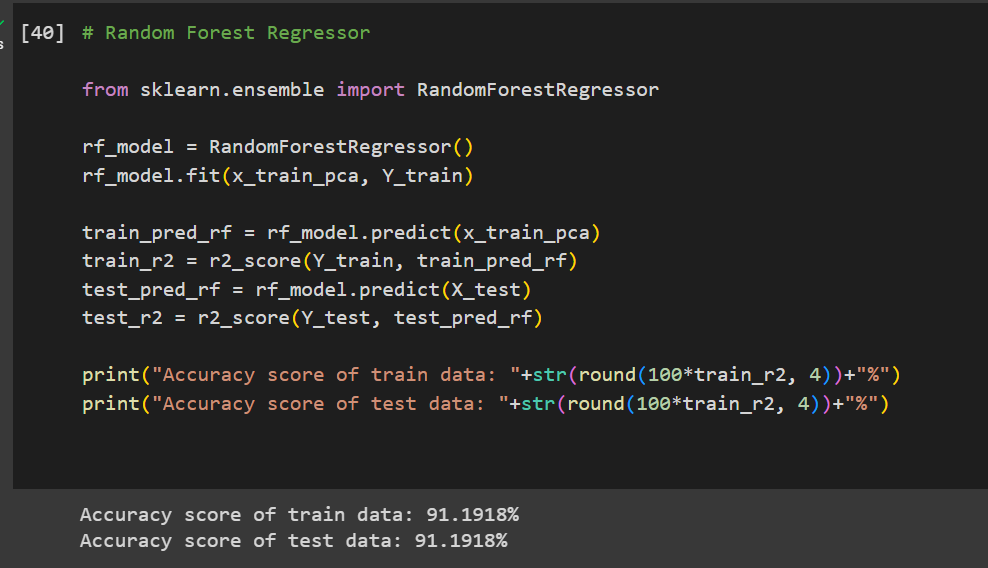 [40] # Random Forest Regressor
from sklearn.ensemble import RandomForestRegressor
rf_model = RandomForestRegressor()
rf_model.fit(x_train_pca, Y_train)
train_pred_rf = rf_model.predict(x_train_pca)
train_r2 = r2_score(Y_train, train_pred_rf)
test_pred_rf = rf_model.predict(X_test)
test_r2 = r2_score(Y_test, test_pred_rf)
print("Accuracy score of train data: "+str(round(100*train_r2, 4))+"%")
print("Accuracy score of test data: "+str(round(100*train_r2, 4))+"%")
Accuracy score of train data: 91.1918%
Accuracy score of test data: 91.1918%